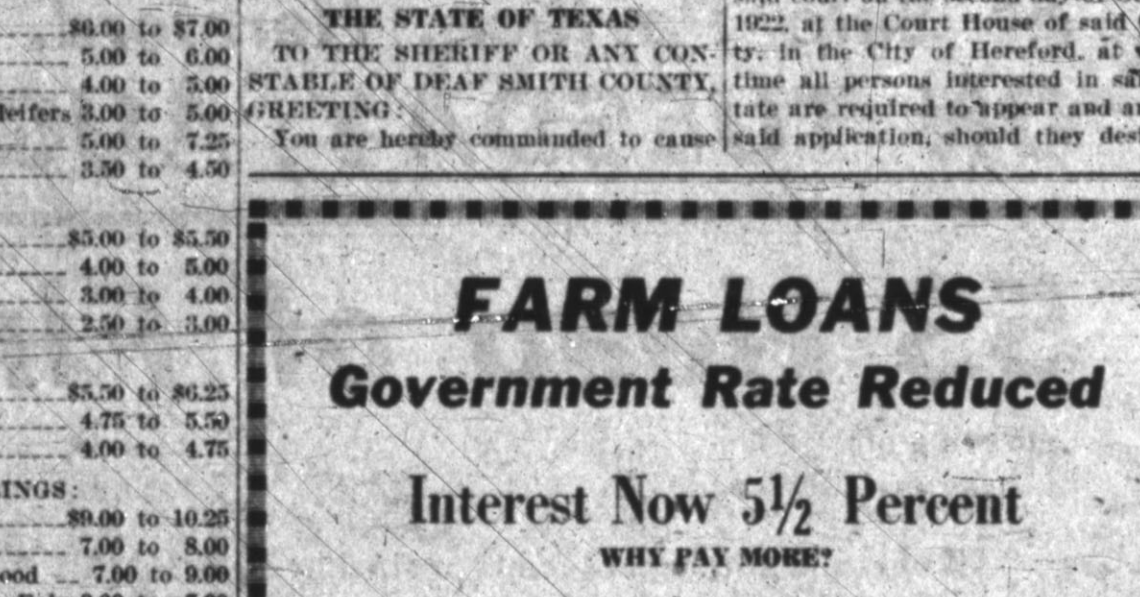 $6.00 to $7.00
5.00 to 6.00
4.00 to 5.00
Heifers 3.00 to 5.00
5.00 to 7.25
3.50 to 4.50
$5.00 to $5.50
4.00 to 5.00
3.00 to 4.00
2.50 to 3.00
$5.50 to $6.25
4.75 to 5.50
4.00 to 4.75
INGS:
$9.00 to 10.25
7.00 to 8.00
ood 7.00 to 9.00
THE STATE OF TEXAS
TO THE SHERIFF OR ANY CON-
STABLE OF DEAF SMITH COUNTY,
GREETING:
You are hereby commanded to cause
1922, at the Court House of said
ty, in the City of Hereford, at
time all persons interested in
tate are required to appear and
said application, should they
FARM LOANS
Government Rate Reduced
Interest Now 5½ Percent
WHY PAY MORE?